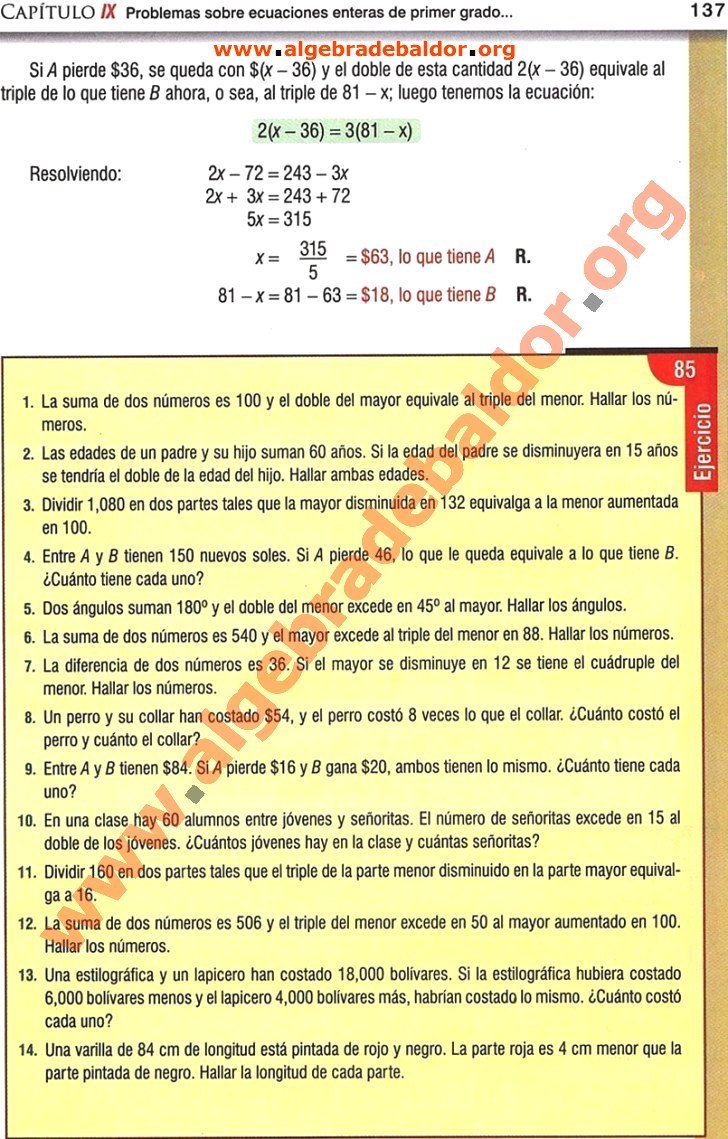 CAPÍTULO IX Problemas sobre ecuaciones enteras de primer grado... 137
www.algebradebaldor.org
Si A pierde $36, se queda con $(x – 36) y el doble de esta cantidad 2(x – 36) equivale al
triple de lo que tiene B ahora, o sea, al triple de 81 – x; luego tenemos la ecuación:
2(x – 36) = 3(81 – x)
Resolviendo: 2x – 72 = 243 – 3x
2x + 3x = 243 + 72
5x = 315
x = 315/5 = $63, lo que tiene A R.
81 – x = 81 – 63 = $18, lo que tiene B R.
85
Ejercicio
1. La suma de dos números es 100 y el doble del mayor equivale al triple del menor. Hallar los nú-
meros.
2. Las edades de un padre y su hijo suman 60 años. Si la edad del padre se disminuyera en 15 años
se tendría el doble de la edad del hijo. Hallar ambas edades.
3. Dividir 1,080 en dos partes tales que la mayor disminuida en 132 equivalga a la menor aumentada
en 100.
4. Entre A y B tienen 150 nuevos soles. Si A pierde 46, lo que le queda equivale a lo que tiene B.
¿Cuánto tiene cada uno?
5. Dos ángulos suman 180º y el doble del menor excede en 45º al mayor. Hallar los ángulos.
6. La suma de dos números es 540 y el mayor excede al triple del menor en 88. Hallar los números.
7. La diferencia de dos números es 36. Si el mayor se disminuye en 12 se tiene el cuádruple del
menor. Hallar los números.
8. Un perro y su collar han costado $54, y el perro costó 8 veces lo que el collar. ¿Cuánto costó el
perro y cuánto el collar?
9. Entre A y B tienen $84. Si A pierde $16 y B gana $20, ambos tienen lo mismo. ¿Cuánto tiene cada
uno?
10. En una clase hay 60 alumnos entre jóvenes y señoritas. El número de señoritas excede en 15 al
doble de los jóvenes. ¿Cuántos jóvenes hay en la clase y cuántas señoritas?
11. Dividir 160 en dos partes tales que el triple de la parte menor disminuido en la parte mayor equival-
ga a 16.
12. La suma de dos números es 506 y el triple del menor excede en 50 al mayor aumentado en 100.
Hallar los números.
13. Una estilográfica y un lapicero han costado 18,000 bolívares. Si la estilográfica hubiera costado
6,000 bolívares menos y el lapicero 4,000 bolívares más, habrían costado lo mismo. ¿Cuánto costó
cada uno?
14. Una varilla de 84 cm de longitud está pintada de rojo y negro. La parte roja es 4 cm menor que la
parte pintada de negro. Hallar la longitud de cada parte.
www.algebradebaldor.org